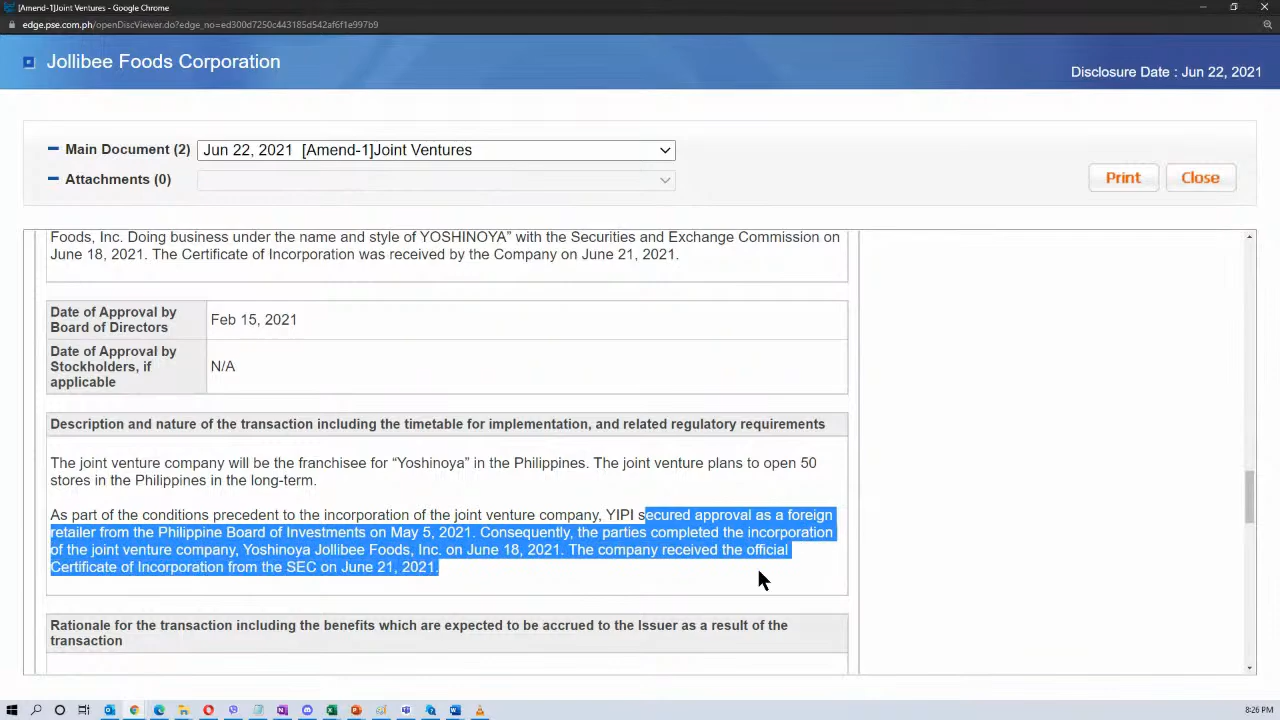 [Amend-1]Joint Ventures - Google Chrome
edge.pse.com.ph/openDiscViewer.do?edge_no=ed300d7250c443185d542af6f1e997b9
Jollibee Foods Corporation
Disclosure Date : Jun 22, 2021
Main Document (2)
Jun 22, 2021 [Amend-1]Joint Ventures
Attachments (0)
Print
Close
Foods, Inc. Doing business under the name and style of YOSHINOYA” with the Securities and Exchange Commission on
June 18, 2021. The Certificate of Incorporation was received by the Company on June 21, 2021.
Date of Approval by
Board of Directors
Feb 15, 2021
Date of Approval by
Stockholders, if
applicable
N/A
Description and nature of the transaction including the timetable for implementation, and related regulatory requirements
The joint venture company will be the franchisee for “Yoshinoya” in the Philippines. The joint venture plans to open 50
stores in the Philippines in the long-term.
As part of the conditions precedent to the incorporation of the joint venture company, YIPI secured approval as a foreign
retailer from the Philippine Board of Investments on May 5, 2021. Consequently, the parties completed the incorporation
of the joint venture company, Yoshinoya Jollibee Foods, Inc. on June 18, 2021. The company received the official
Certificate of Incorporation from the SEC on June 21, 2021.
Rationale for the transaction including the benefits which are expected to be accrued to the Issuer as a result of the
transaction
8:26 PM